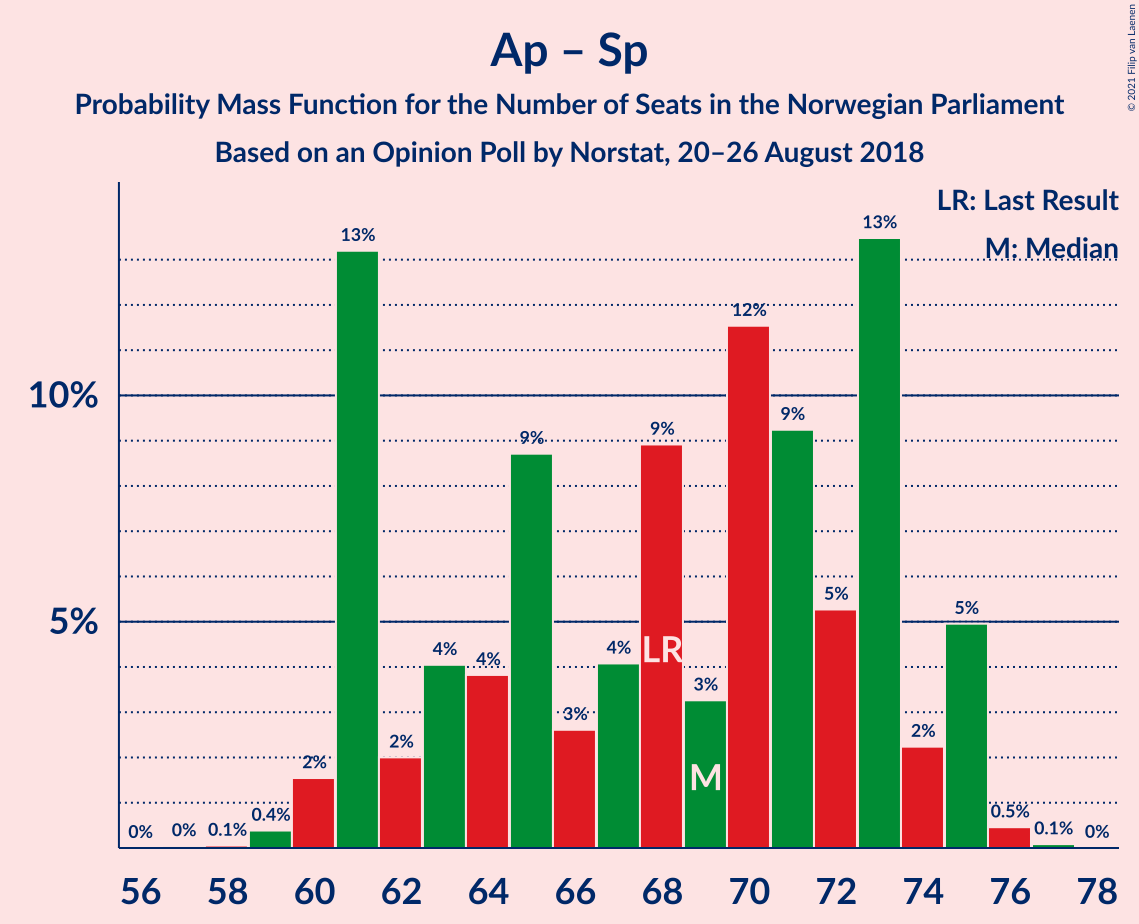 Ap – Sp
Probability Mass Function for the Number of Seats in the Norwegian Parliament
Based on an Opinion Poll by Norstat, 20–26 August 2018
© 2021 Filip van Laenen
LR: Last Result
M: Median
10%
5%
0%
0%
0.1%
0.4%
2%
13%
2%
4%
4%
9%
3%
4%
9%
3%
12%
9%
5%
13%
2%
5%
0.5%
0.1%
0%
LR
M
56 58 60 62 64 66 68 70 72 74 76 78